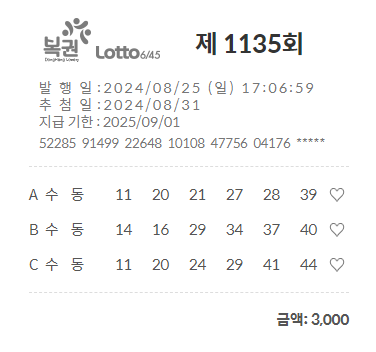 복권 Lotto6/45 제 1135회
DongHang Lottery
발 행 일 : 2024/08/25 (일) 17:06:59
추 첨 일 : 2024/08/31
지급 기한 : 2025/09/01
52285 91499 22648 10108 47756 04176 *****
A 수 동 11 20 21 27 28 39 ♡
B 수 동 14 16 29 34 37 40 ♡
C 수 동 11 20 24 29 41 44 ♡
금액: 3,000